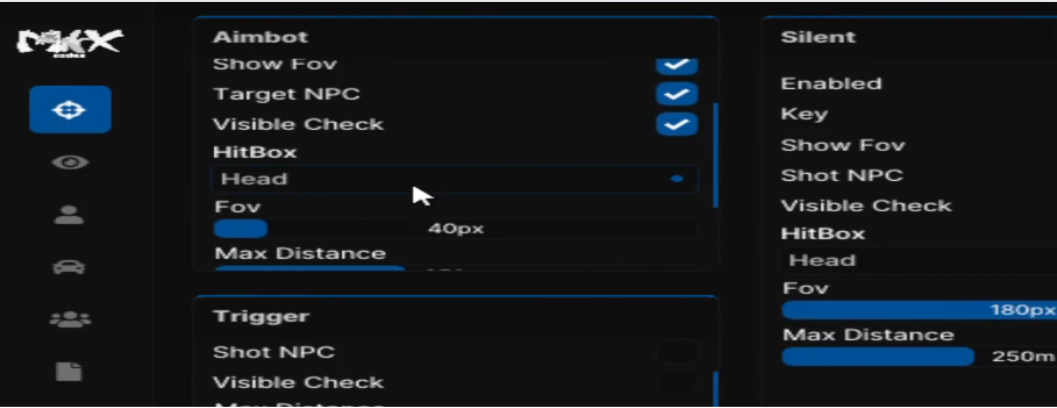 Aimbot
Show Fov
Target NPC
Visible Check
HitBox
Head
Fov
40px
Max Distance
Trigger
Shot NPC
Visible Check
Max Distance
Silent
Enabled
Key
Show Fov
Shot NPC
Visible Check
HitBox
Head
Fov
180px
Max Distance
250m